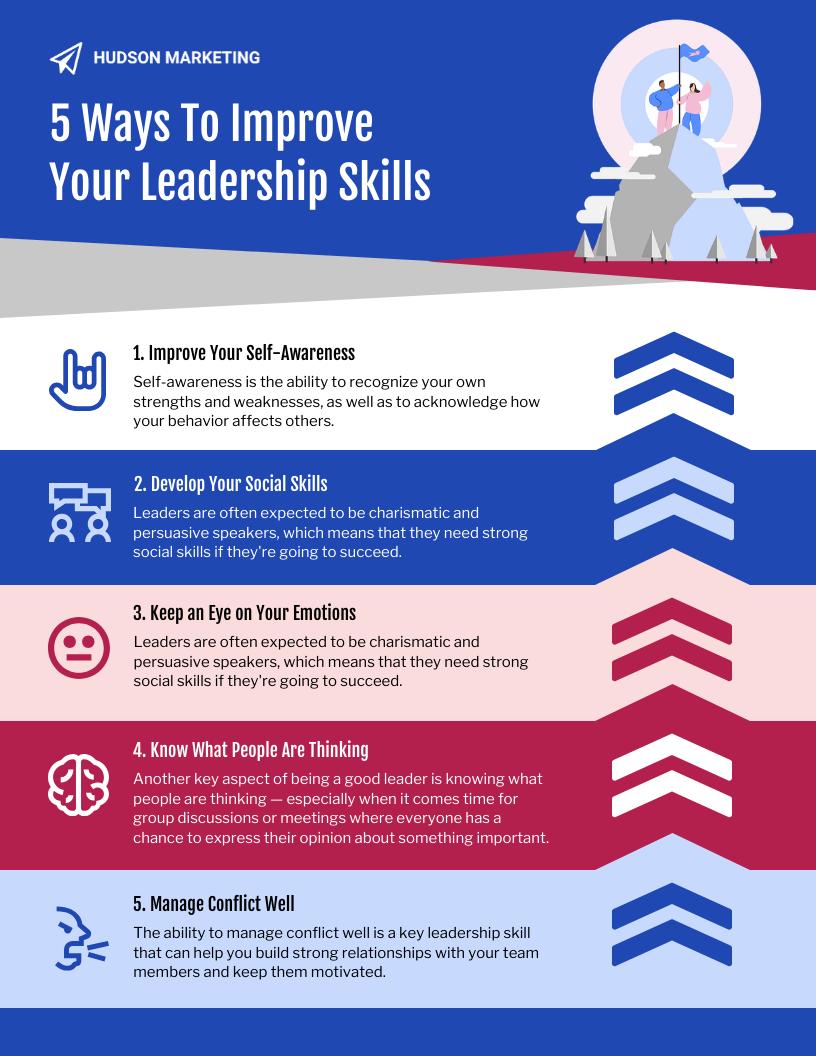 HUDSON MARKETING
5 Ways To Improve
Your Leadership Skills
1. Improve Your Self-Awareness
Self-awareness is the ability to recognize your own
strengths and weaknesses, as well as to acknowledge how
your behavior affects others.
2. Develop Your Social Skills
Leaders are often expected to be charismatic and
persuasive speakers, which means that they need strong
social skills if they're going to succeed.
3. Keep an Eye on Your Emotions
Leaders are often expected to be charismatic and
persuasive speakers, which means that they need strong
social skills if they're going to succeed.
4. Know What People Are Thinking
Another key aspect of being a good leader is knowing what
people are thinking — especially when it comes time for
group discussions or meetings where everyone has a
chance to express their opinion about something important.
5. Manage Conflict Well
The ability to manage conflict well is a key leadership skill
that can help you build strong relationships with your team
members and keep them motivated.